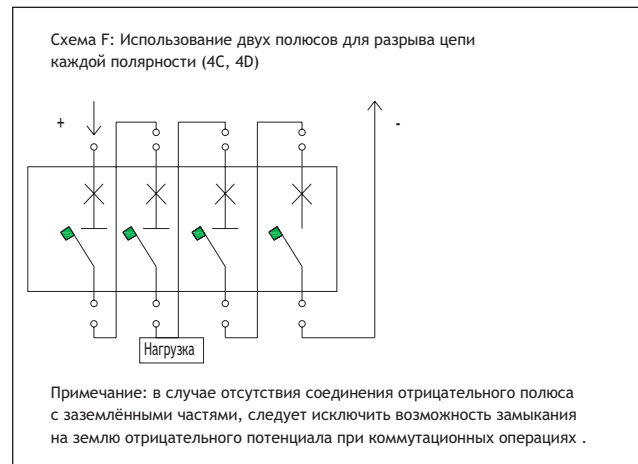 Схема F: Использование двух полюсов для разрыва цепи
каждой полярности (4C, 4D)
+
-
Нагрузка
Примечание: в случае отсутствия соединения отрицательного полюса
с заземлёнными частями, следует исключить возможность замыкания
на землю отрицательного потенциала при коммутационных операциях .